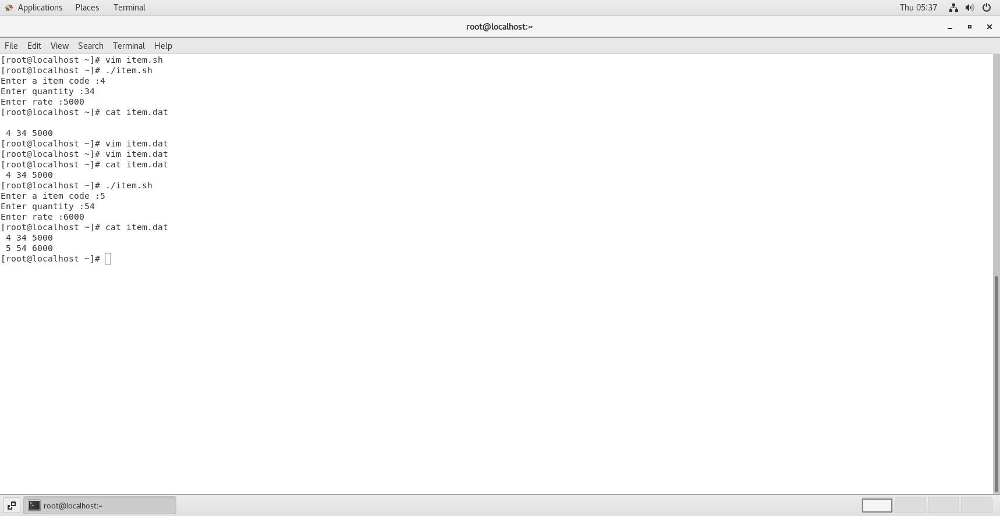 Applications Places Terminal Thu 05:37
root@localhost:~
File Edit View Search Terminal Help
[root@localhost ~]# vim item.sh
[root@localhost ~]# ./item.sh
Enter a item code :4
Enter quantity :34
Enter rate :5000
[root@localhost ~]# cat item.dat
 4 34 5000
[root@localhost ~]# vim item.dat
[root@localhost ~]# vim item.dat
[root@localhost ~]# cat item.dat
 4 34 5000
[root@localhost ~]# ./item.sh
Enter a item code :5
Enter quantity :54
Enter rate :6000
[root@localhost ~]# cat item.dat
 4 34 5000
 5 54 6000
[root@localhost ~]#
root@localhost:~